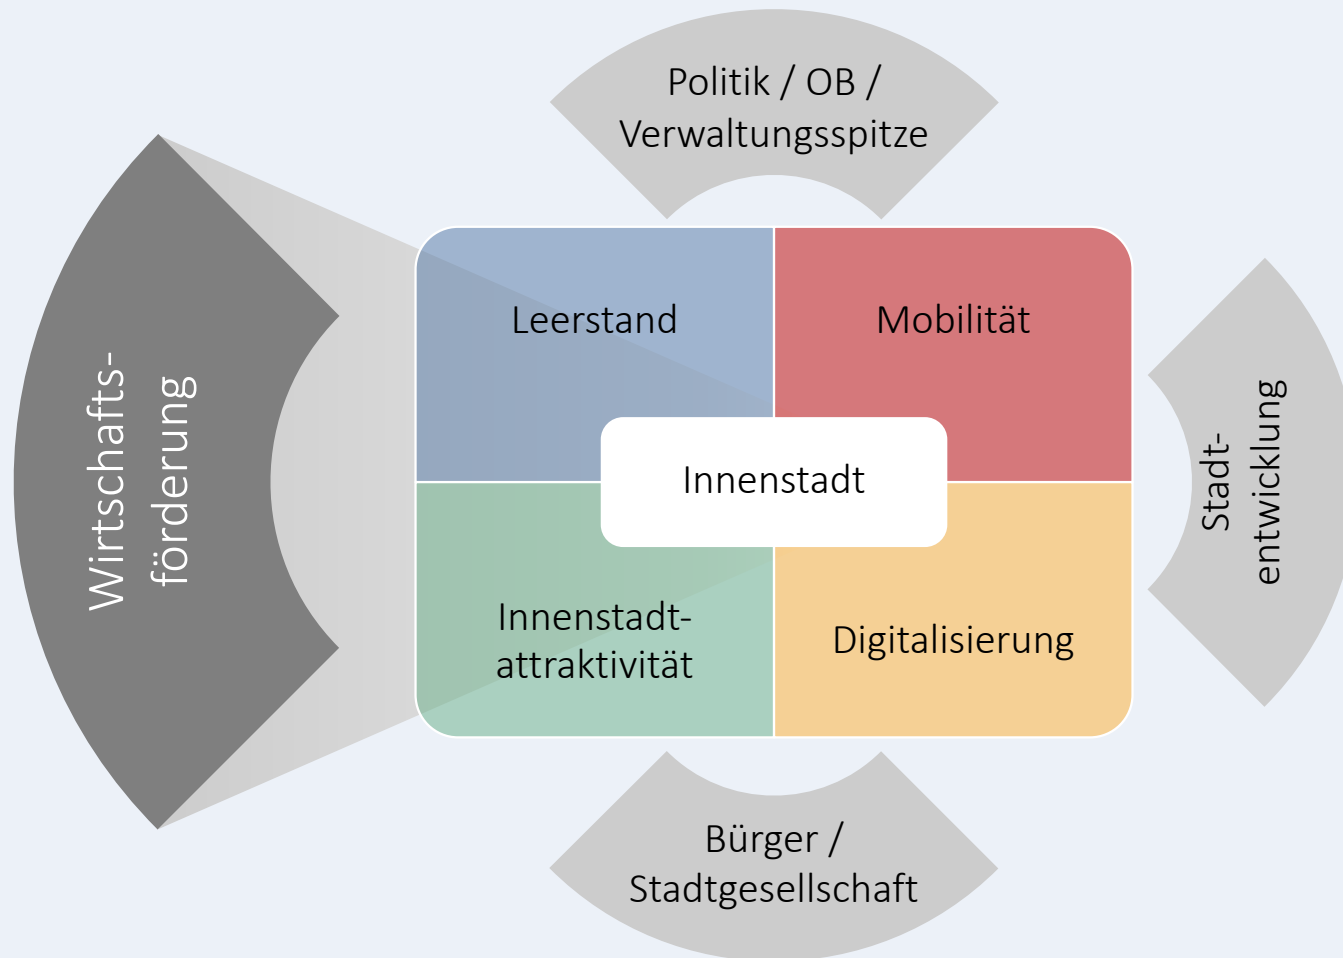 Politik / OB /
Verwaltungsspitze
Wirtschafts-
förderung
Leerstand
Mobilität
Innenstadt
Innenstadt-
attraktivität
Digitalisierung
Stadt-
entwicklung
Bürger /
Stadtgesellschaft